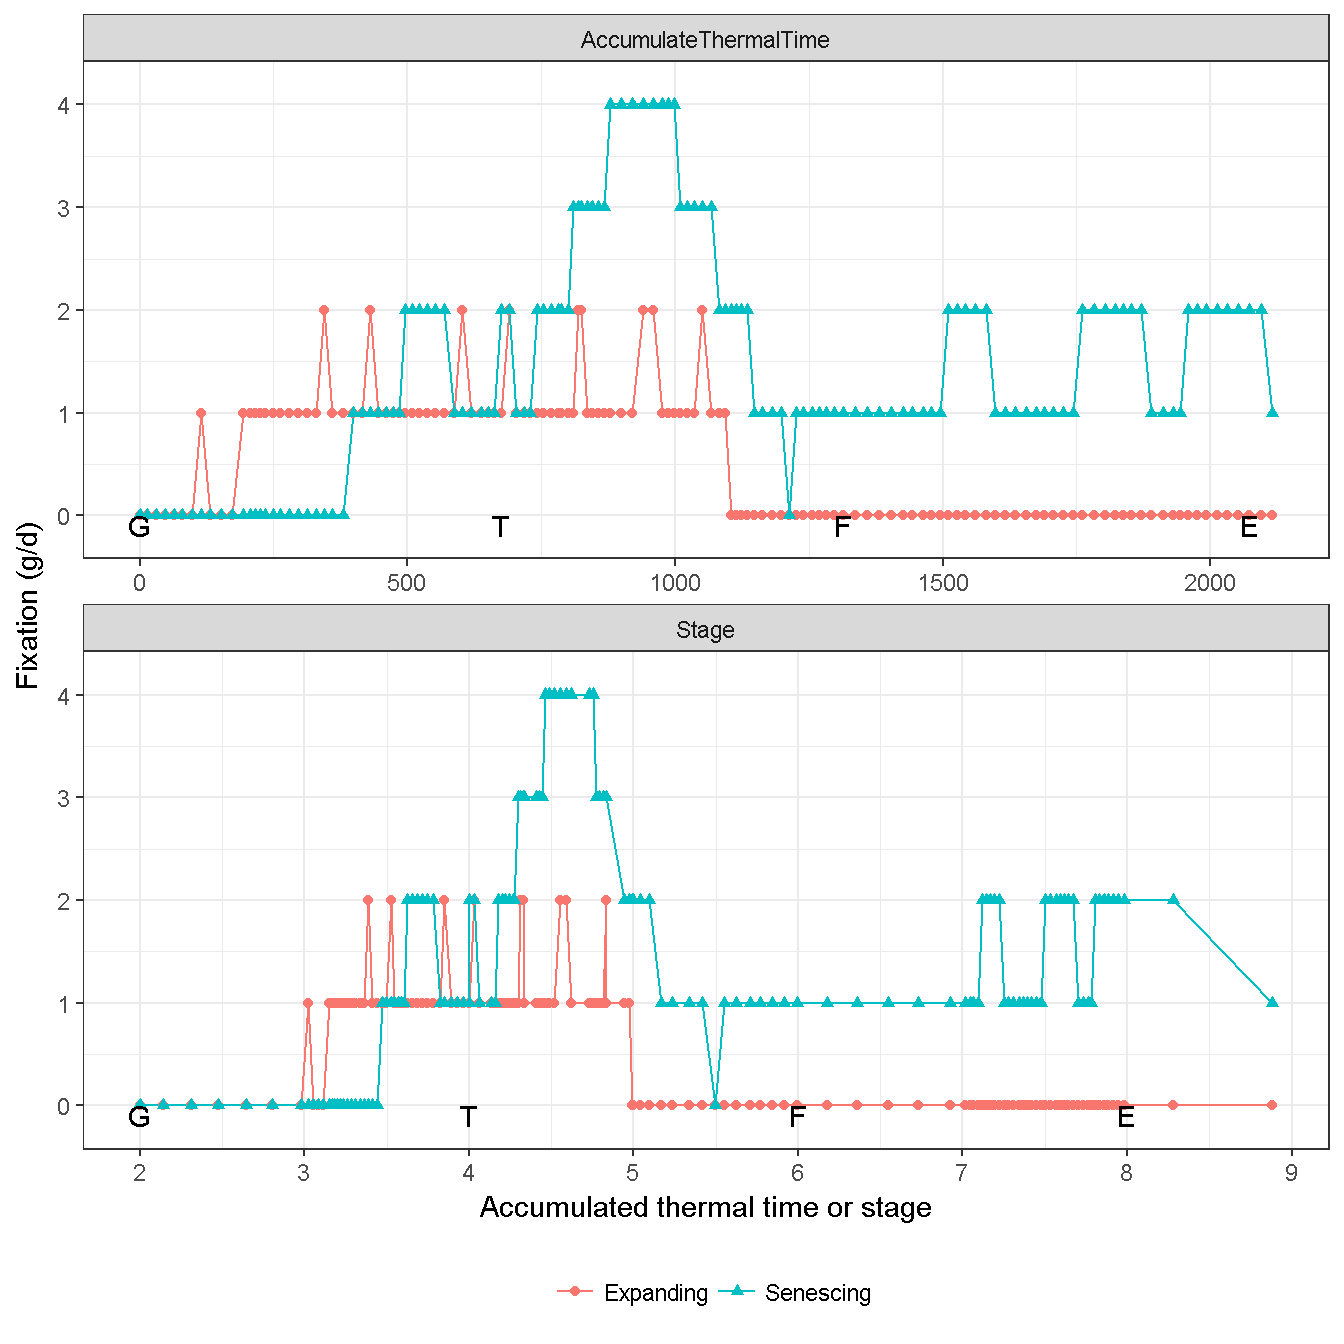 AccumulateThermalTime
4
3
2
1
0
G T F E
0 500 1000 1500 2000
Fixation (g/d)
Stage
4
3
2
1
0
G T F E
2 3 4 5 6 7 8 9
Accumulated thermal time or stage
Expanding Senescing